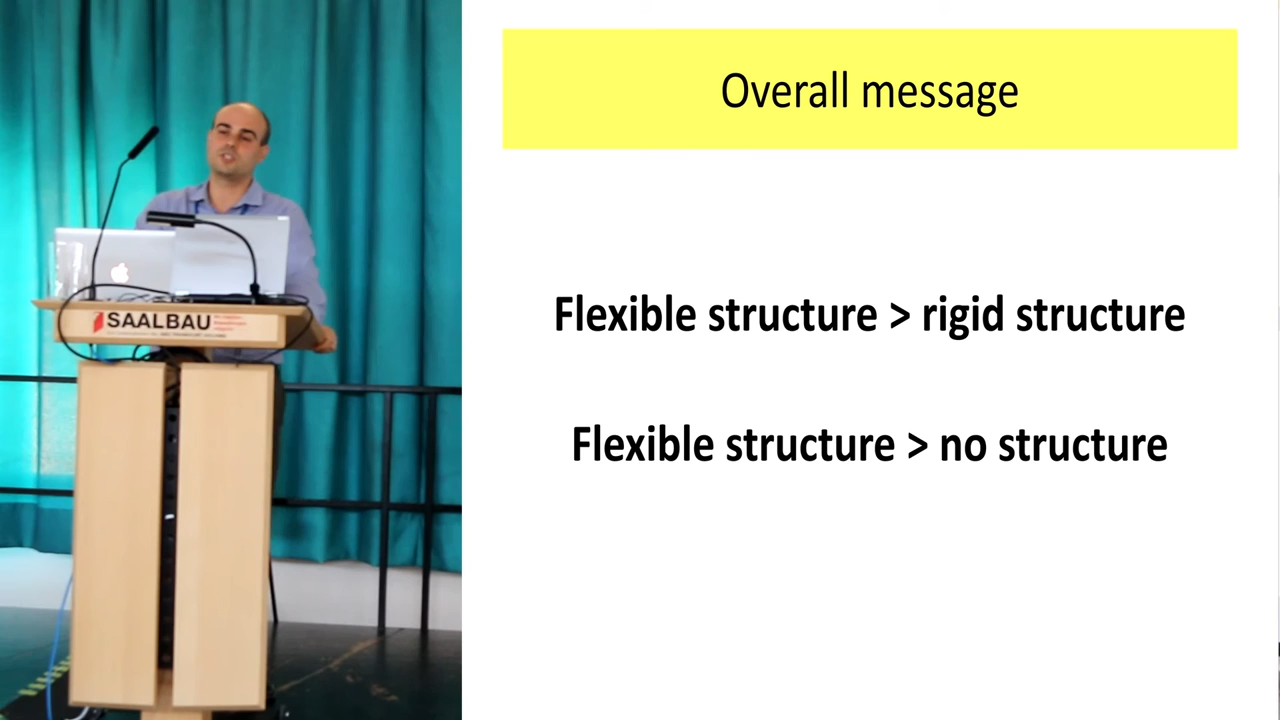 Overall message
Flexible structure > rigid structure
Flexible structure > no structure
SAALBAU